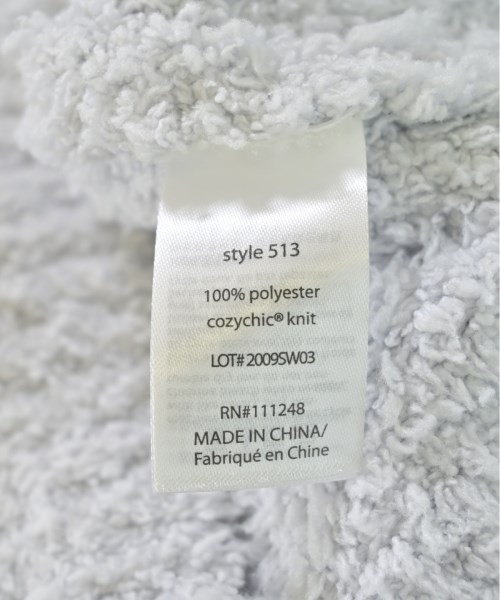 style 513
100% polyester
cozychic® knit
LOT# 2009SW03
RN#111248
MADE IN CHINA/
Fabriqué en Chine